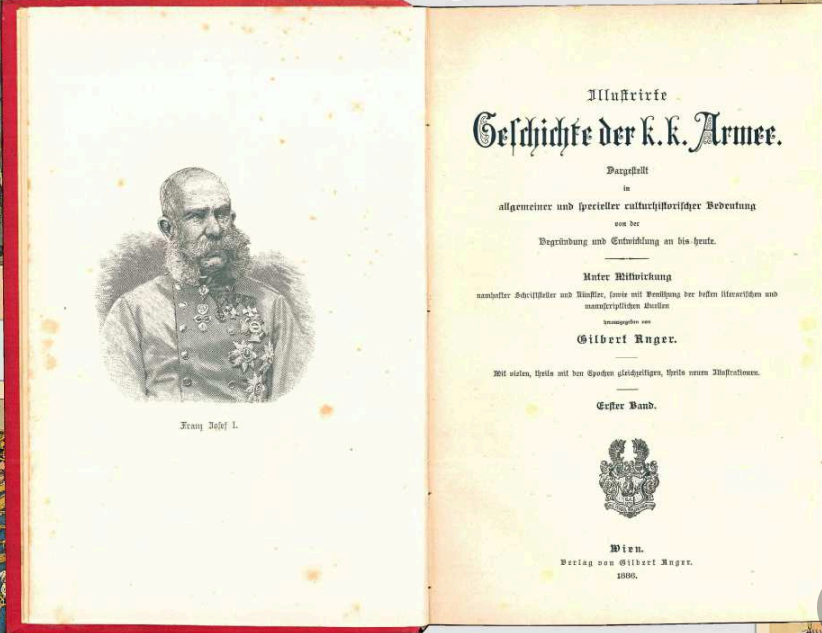 Franz Josef I.
Illustrirte
Geschichte der k. k. Armee.
Dargestellt
in
allgemeiner und specieller culturhistorischer Bedeutung
von der
Begründung und Entwicklung an bis heute.
Unter Mitwirkung
namhafter Schriftsteller und Künstler, sowie mit Benützung der besten literarischen und
manuscriptlichen Quellen
herausgegeben von
Gilbert Anger.
Mit vielen, theils mit den Epochen gleichzeitigen, theils neuen Illustrationen.
Erster Band.
Wien.
Verlag von Gilbert Anger.
1886.